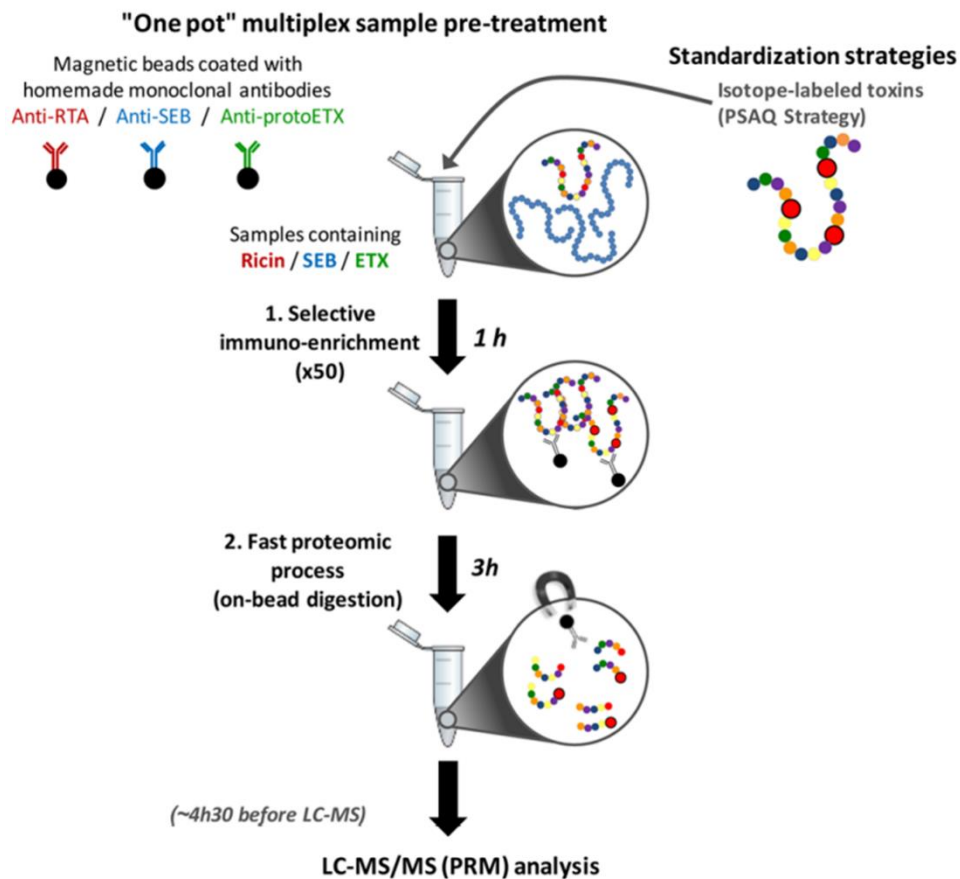 "One pot" multiplex sample pre-treatment
Magnetic beads coated with
homemade monoclonal antibodies
Anti-RTA / Anti-SEB / Anti-protoETX
Standardization strategies
Isotope-labeled toxins
(PSAQ Strategy)
Samples containing
Ricin / SEB / ETX
1. Selective
immuno-enrichment
(x50)
1 h
2. Fast proteomic
process
(on-bead digestion)
3h
(~4h30 before LC-MS)
LC-MS/MS (PRM) analysis